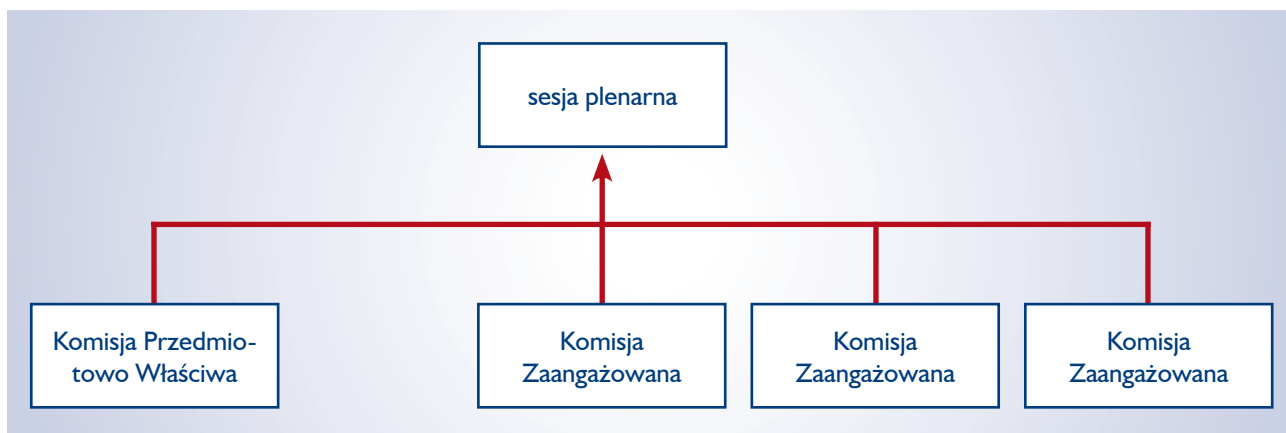 sesja plenarna
Komisja Przedmio-
towo Właściwa
Komisja
Zaangażowana
Komisja
Zaangażowana
Komisja
Zaangażowana